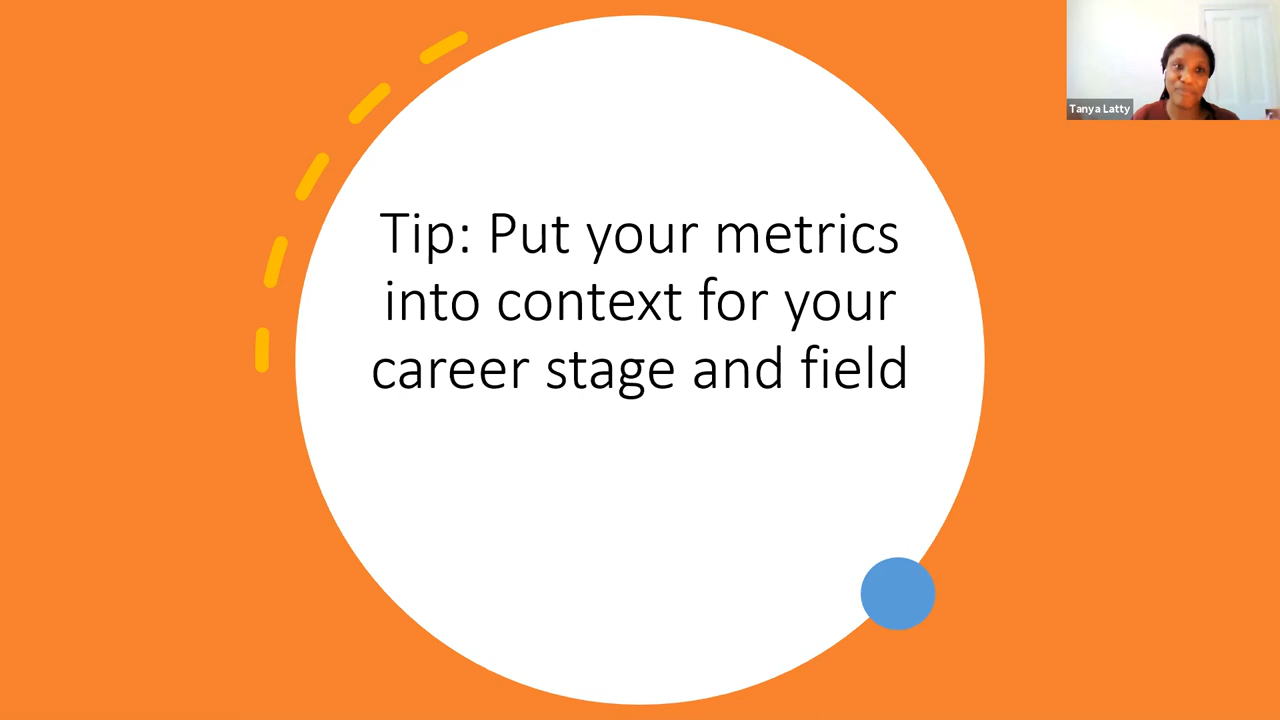 Tip: Put your metrics
into context for your
career stage and field
Tanya Latty